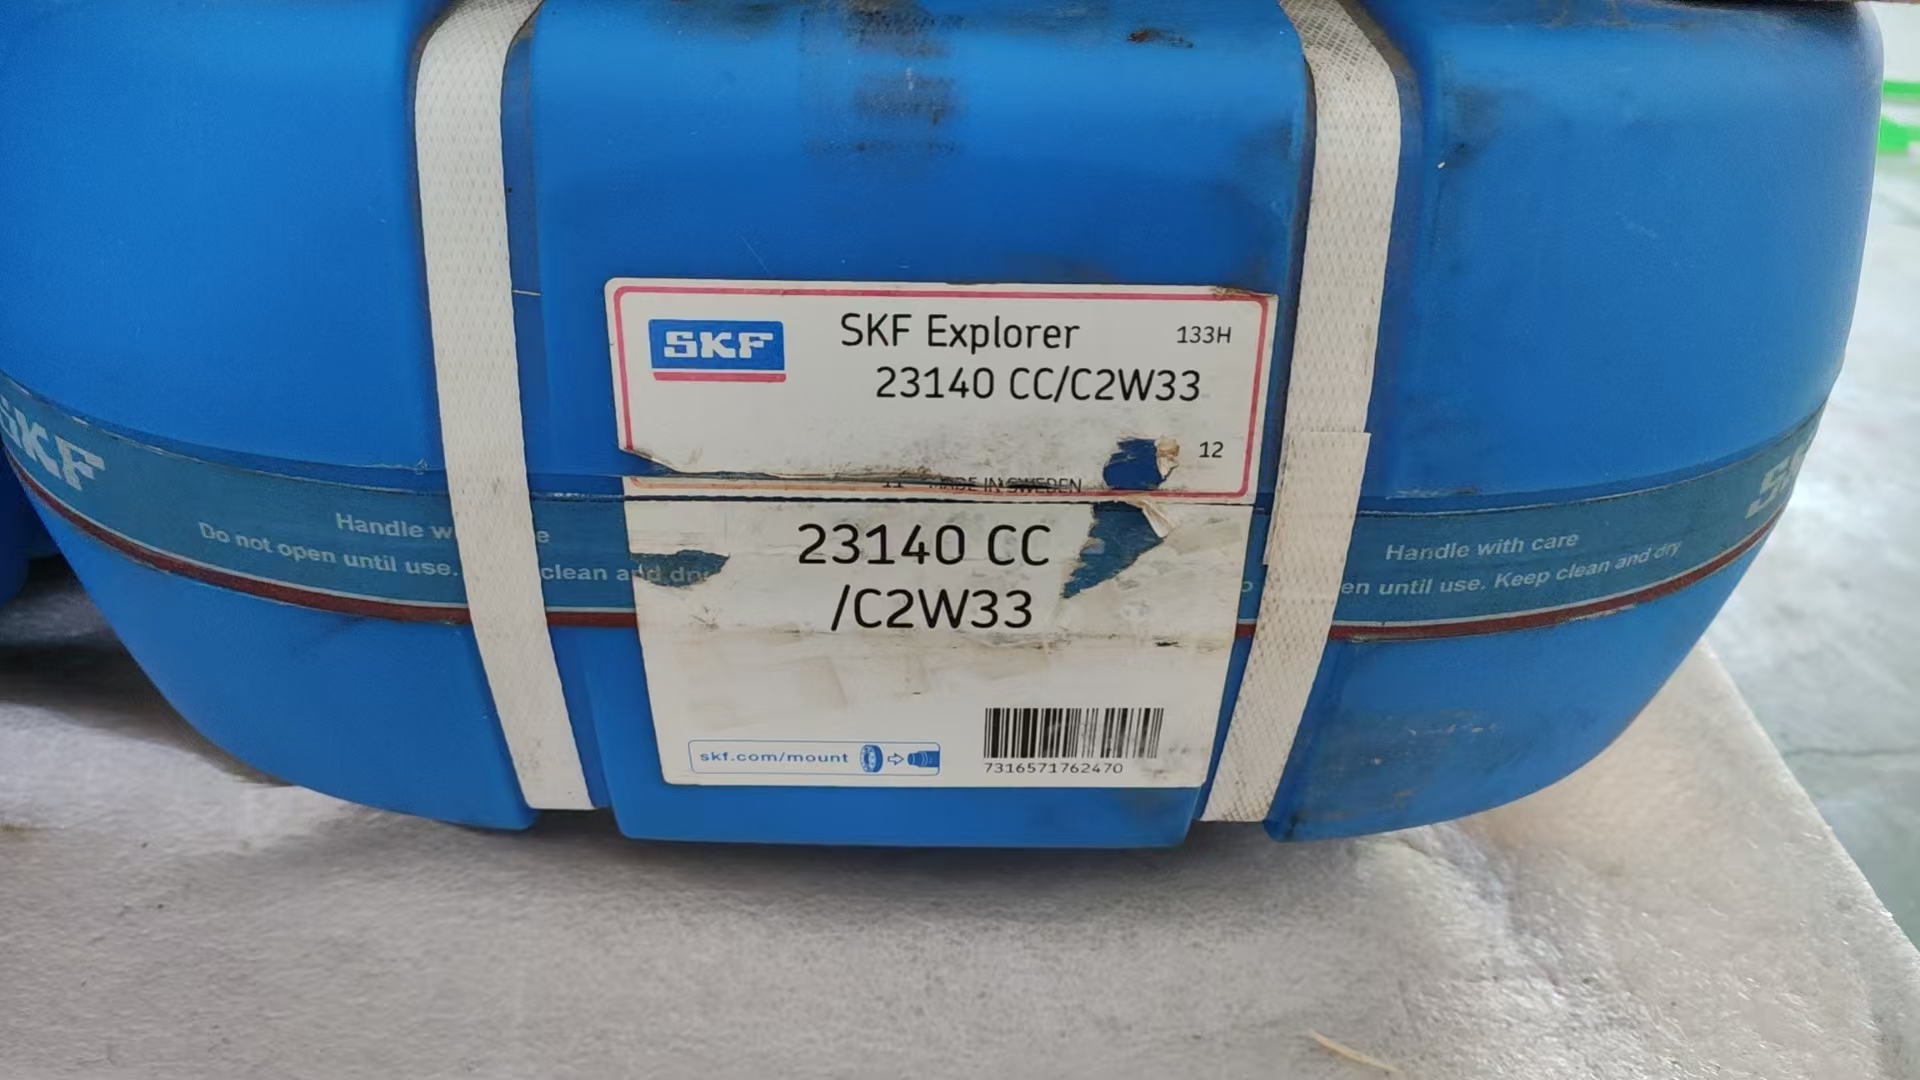 SKF
SKF Explorer
133H
23140 CC/C2W33
12
11 MADE IN SWEDEN
23140 CC
/C2W33
skf.com/mount
7316571762470
SKF
Handle w e
Do not open until use. clean and dry
Handle with care
en until use. Keep clean and dry